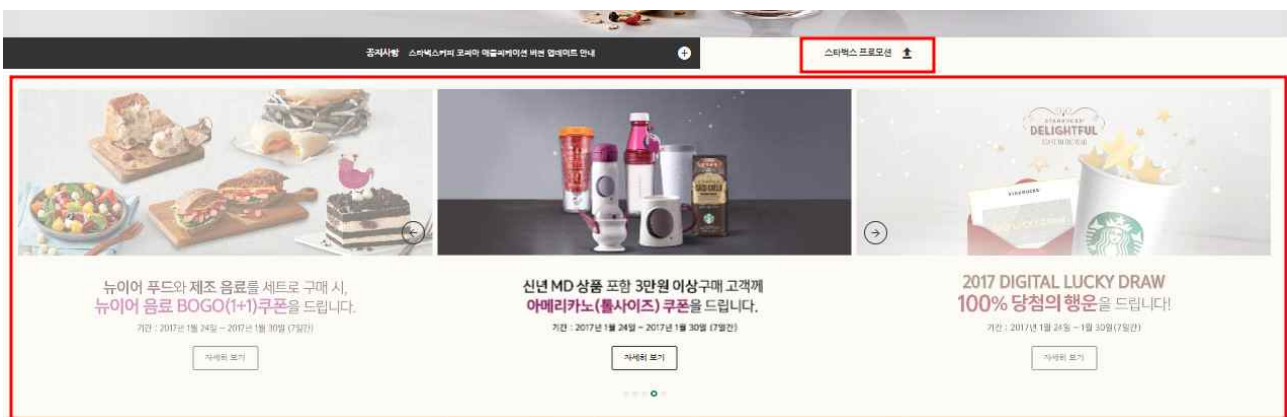 공지사항 스타벅스커피 코리아 애플리케이션 버전 업데이트 안내
스타벅스 프로모션
STARBUCKS
DELIGHTFUL
STARBUCKS
뉴이어 푸드와 제조 음료를 세트로 구매 시,
뉴이어 음료 BOGO(1+1)쿠폰을 드립니다.
기간 : 2017년 1월 24일 ~ 2017년 1월 30일 (7일간)
자세히 보기
신년 MD 상품 포함 3만원 이상구매 고객께
아메리카노(톨사이즈) 쿠폰을 드립니다.
기간 : 2017년 1월 24일 ~ 2017년 1월 30일 (7일간)
자세히 보기
2017 DIGITAL LUCKY DRAW
100% 당첨의 행운을 드립니다!
기간 : 2017년 1월 24일 ~ 1월 30일(7일간)
자세히 보기